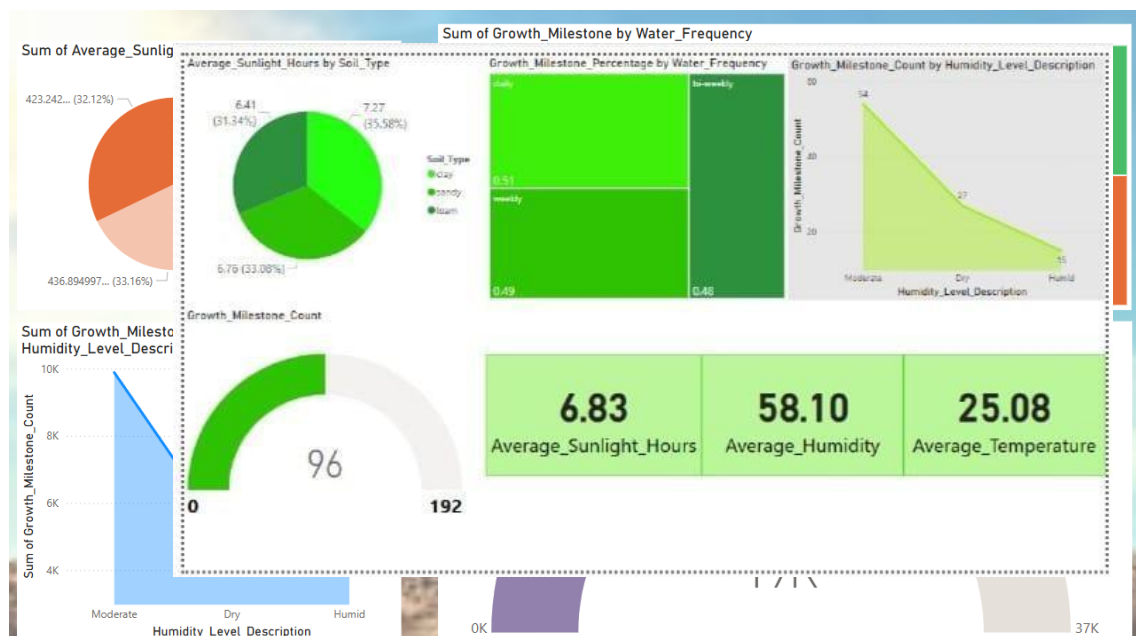 Sum of Growth_Milestone by Water_Frequency
Sum of Average_Sunlig
423.242... (32.12%)
436.894997... (33.16%)
Average_Sunlight_Hours by Soil_Type
6.41
(31.34%)
7.27
(35.58%)
6.76 (33.08%)
Soil_Type
clay
sandy
loam
Growth_Milestone_Percentage by Water_Frequency
daily
0.51
bi-weekly
weekly
0.49
0.48
Growth_Milestone_Count by Humidity_Level_Description
Growth_Milestone_Count
60
40
20
54
27
15
Moderate
Dry
Humid
Humidity_Level_Description
Growth_Milestone_Count
96
0
192
6.83
Average_Sunlight_Hours
58.10
Average_Humidity
25.08
Average_Temperature
Sum of Growth_Milesto
Humidity_Level_Descri
Sum of Growth_Milestone_Count
10K
8K
6K
4K
Moderate
Dry
Humid
Humidity_Level_Description
0K
37K